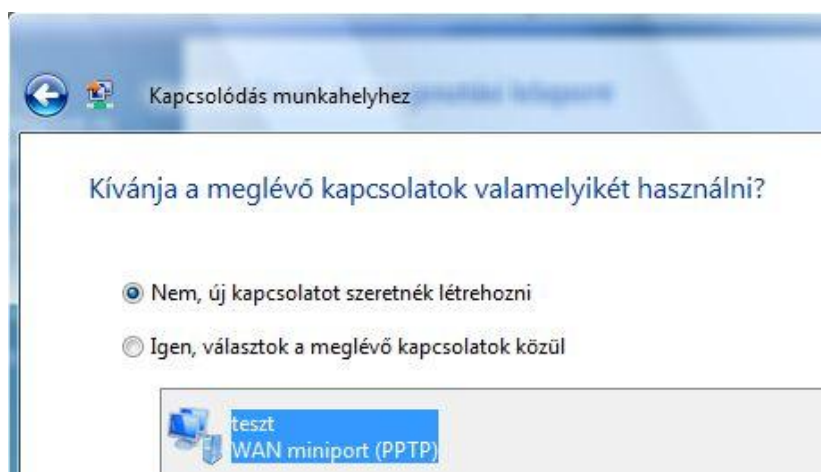 Kapcsolódás munkahelyhez
Kívánja a meglévő kapcsolatok valamelyikét használni?
Nem, új kapcsolatot szeretnék létrehozni
Igen, választok a meglévő kapcsolatok közül
teszt
WAN miniport (PPTP)